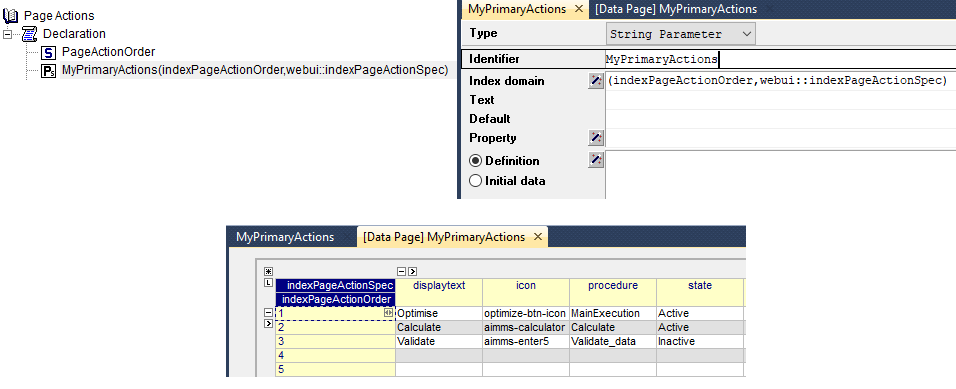 Page Actions
Declaration
S PageActionOrder
Ps MyPrimaryActions(indexPageActionOrder,webui::indexPageActionSpec)
MyPrimaryActions × [Data Page] MyPrimaryActions ×
Type String Parameter
Identifier MyPrimaryActions
Index domain (indexPageActionOrder,webui::indexPageActionSpec)
Text
Default
Property
Definition
Initial data
MyPrimaryActions × [Data Page] MyPrimaryActions ×
indexPageActionSpec displaytext icon procedure state
indexPageActionOrder
1 Optimise optimize-btn-icon MainExecution Active
2 Calculate aimms-calculator Calculate Active
3 Validate aimms-enter5 Validate_data Inactive
4
5